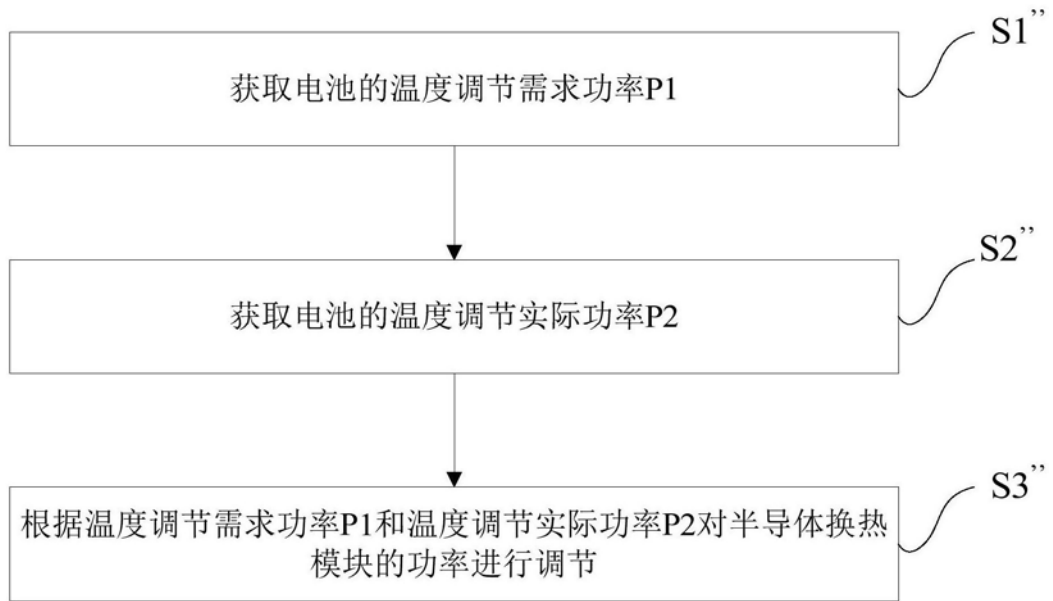 S1’’
获取电池的温度调节需求功率P1
S2’’
获取电池的温度调节实际功率P2
S3’’
根据温度调节需求功率P1和温度调节实际功率P2对半导体换热
模块的功率进行调节